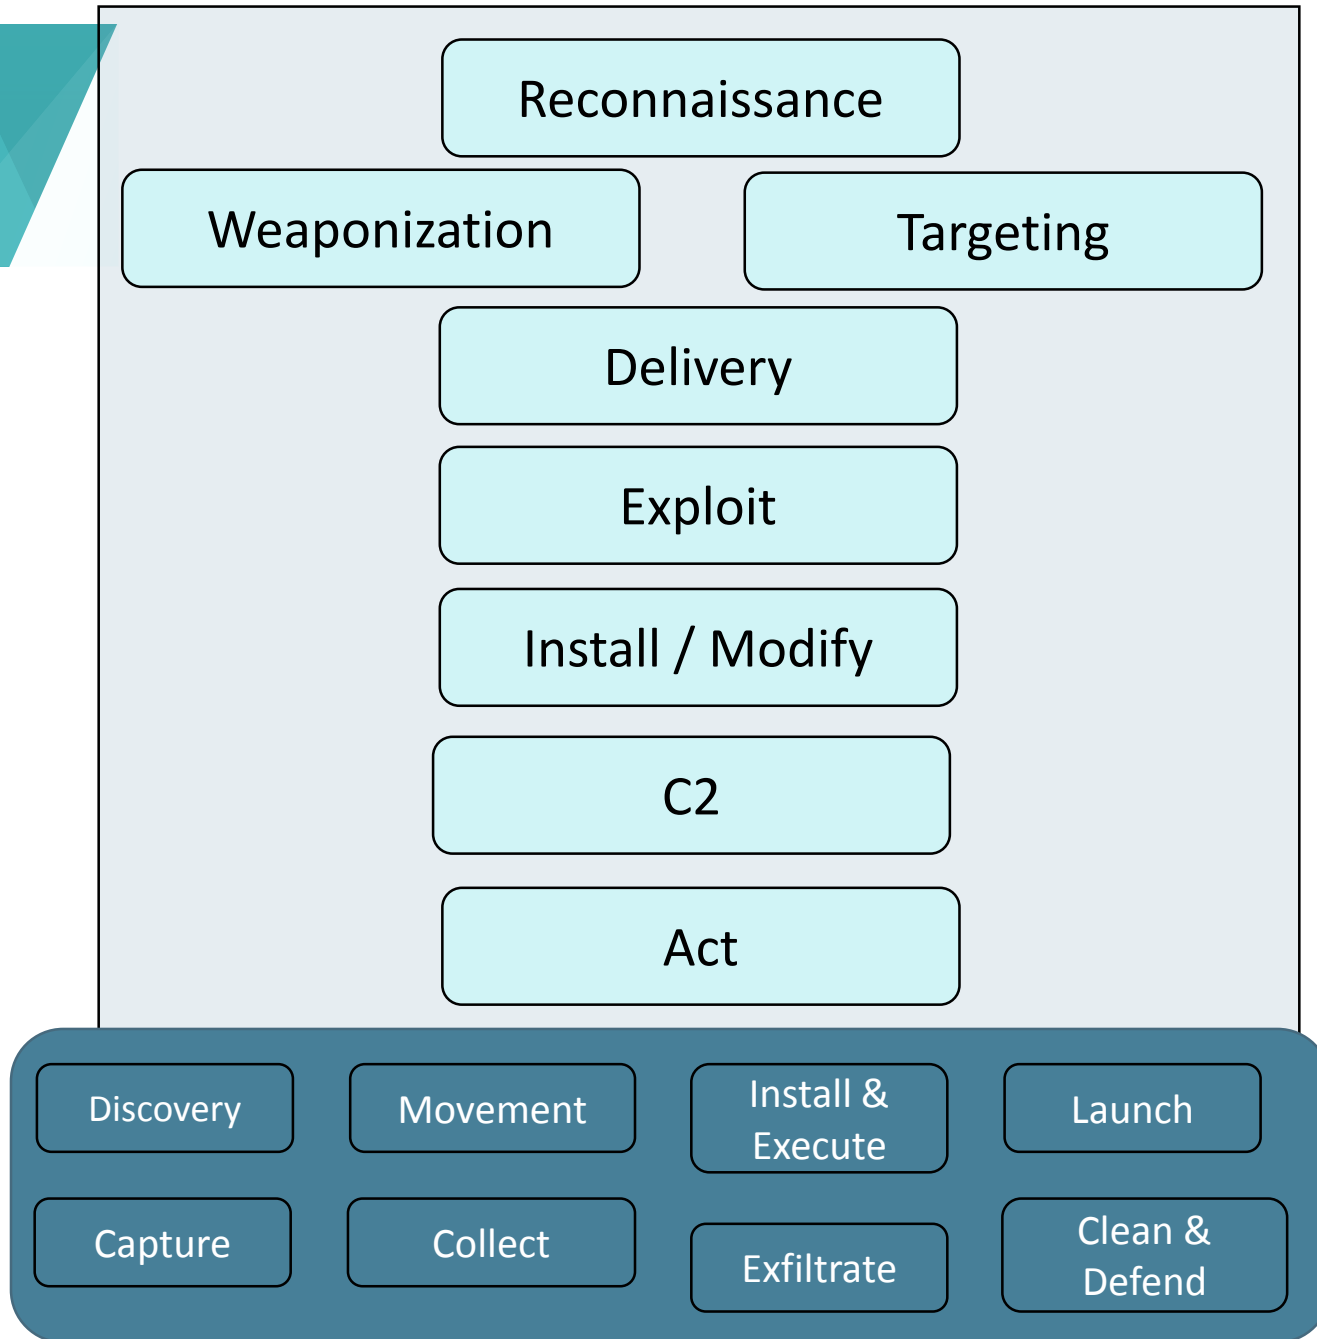 Reconnaissance
Weaponization
Targeting
Delivery
Exploit
Install / Modify
C2
Act
Discovery
Movement
Install &
Execute
Launch
Capture
Collect
Exfiltrate
Clean &
Defend